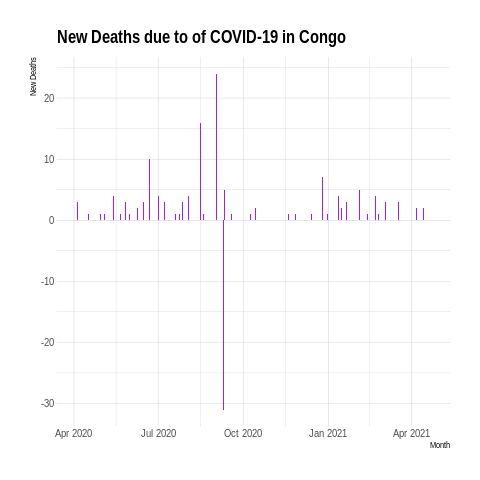 New Deaths due to of COVID-19 in Congo
New Deaths
20
10
0
-10
-20
-30
Apr 2020 Jul 2020 Oct 2020 Jan 2021 Apr 2021
Month